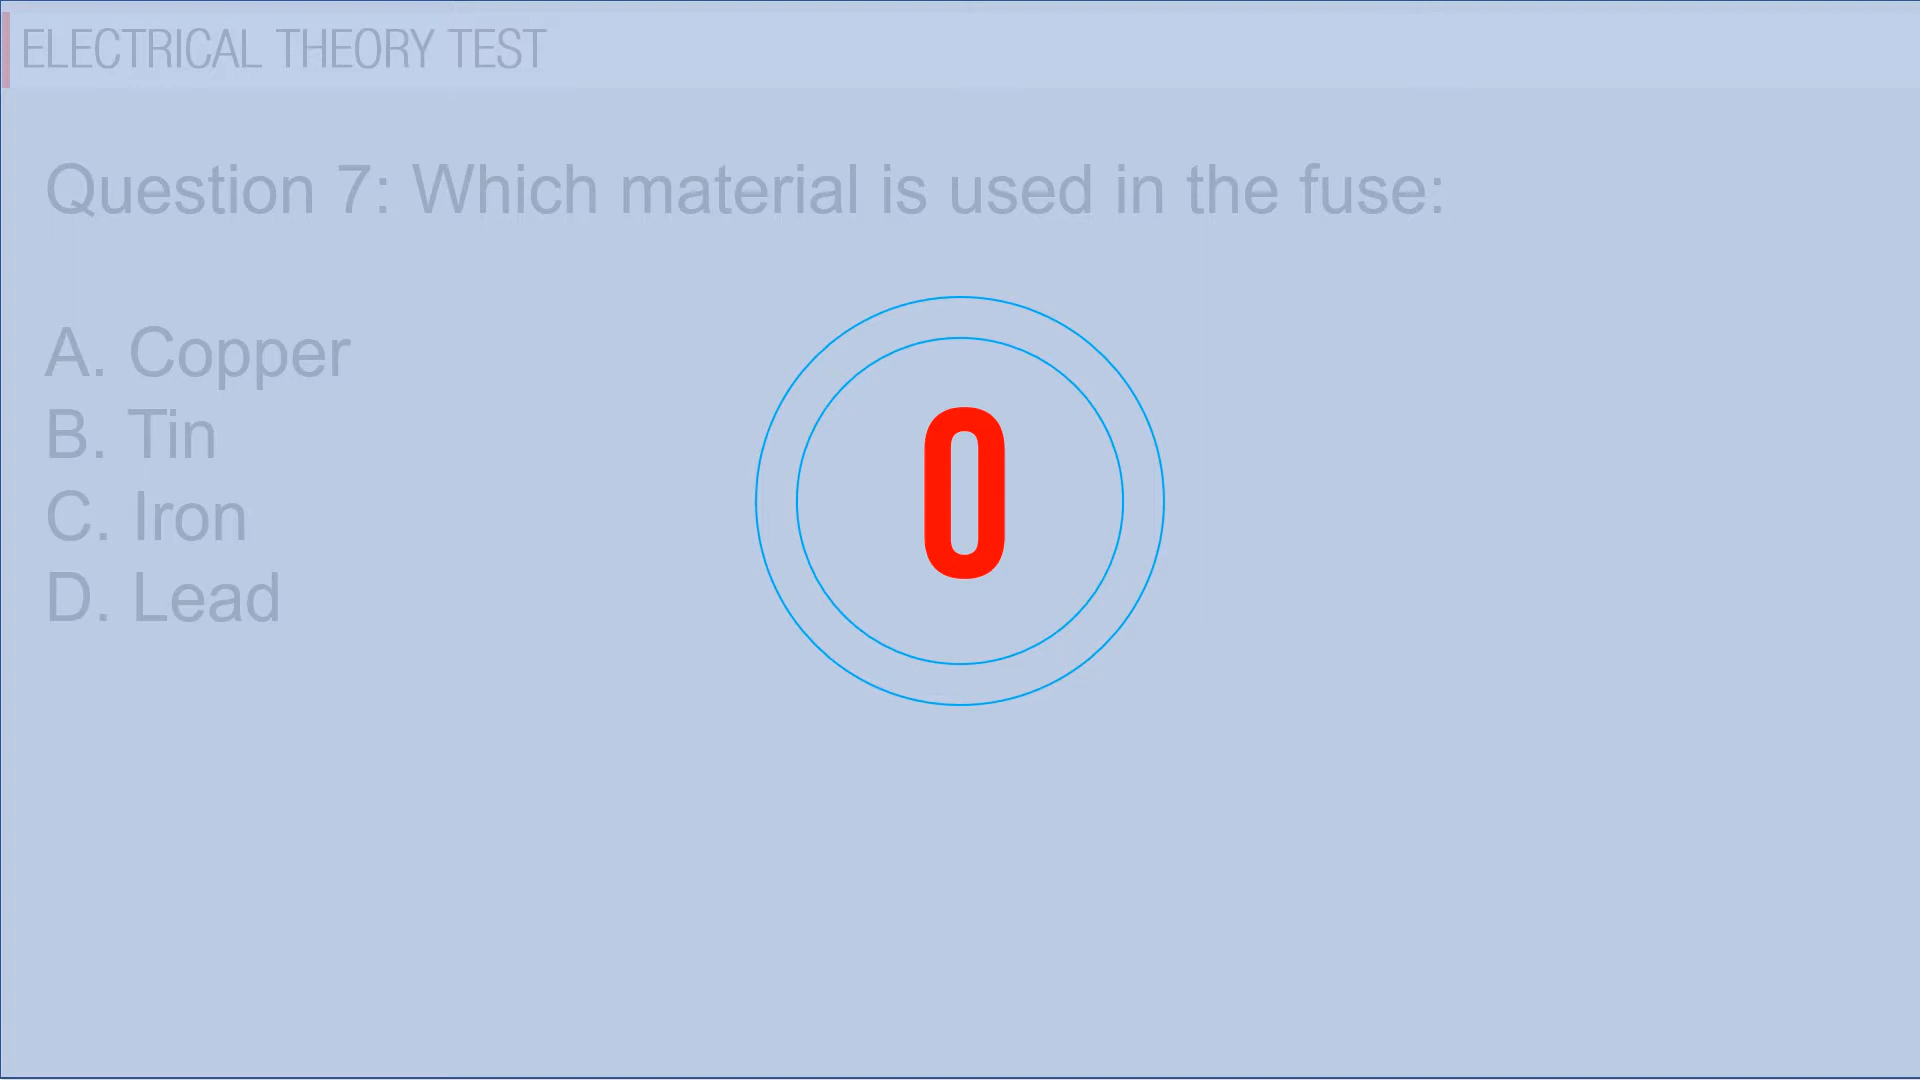 ELECTRICAL THEORY TEST
Question 7: Which material is used in the fuse:
A. Copper
B. Tin
C. Iron
D. Lead
0